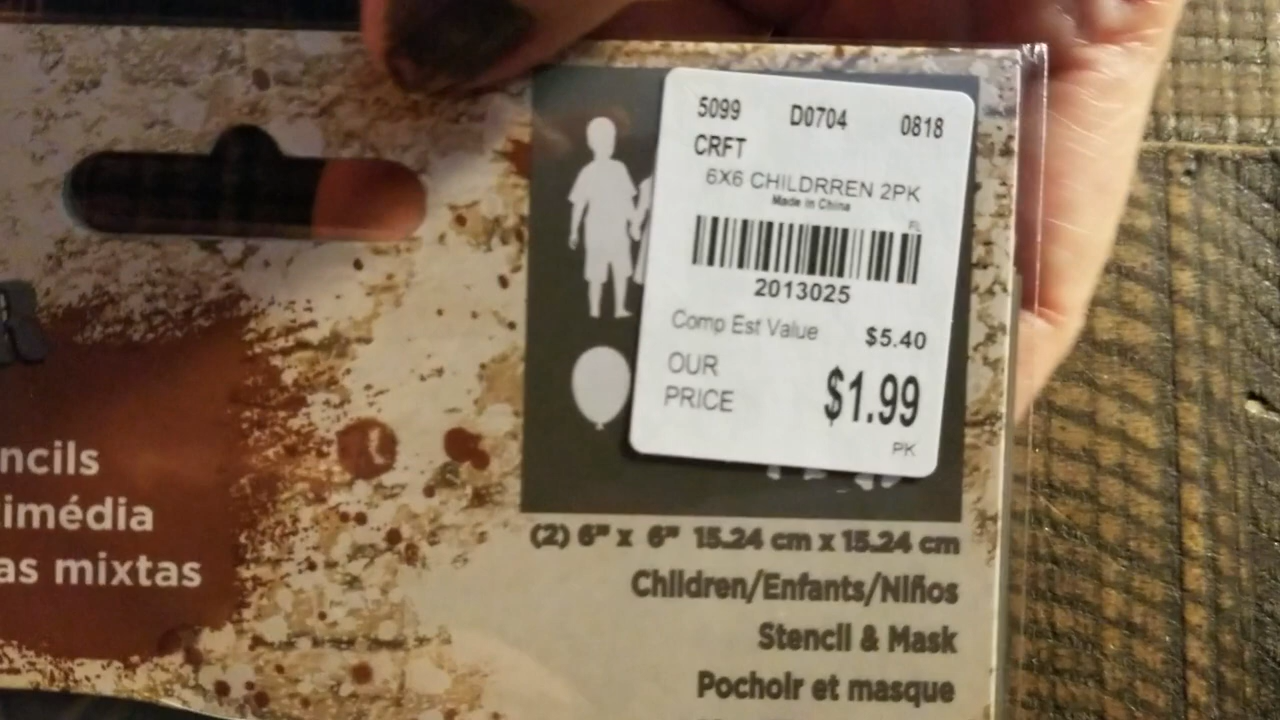 5099 D0704 0818
CRFT
6X6 CHILDRREN 2PK
Made in China
FL
2013025
Comp Est Value $5.40
OUR
PRICE $1.99
PK
ncils
timédia
as mixtas
(2) 6" x 6" 15.24 cm x 15.24 cm
Children/Enfants/Niños
Stencil & Mask
Pochoir et masque